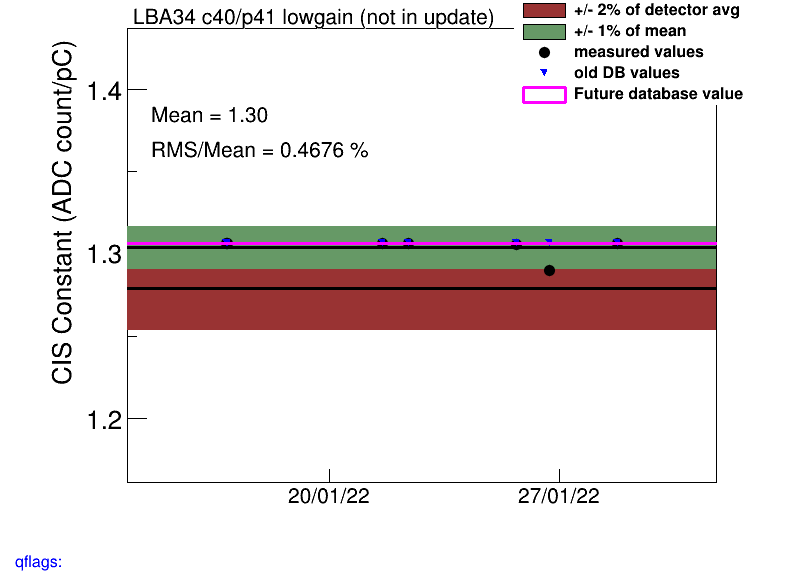 LBA34 c40/p41 lowgain (not in update)
+/- 2% of detector avg
+/- 1% of mean
measured values
old DB values
Future database value
CIS Constant (ADC count/pC)
1.4
Mean = 1.30
RMS/Mean = 0.4676 %
1.3
1.2
20/01/22
27/01/22
qflags: